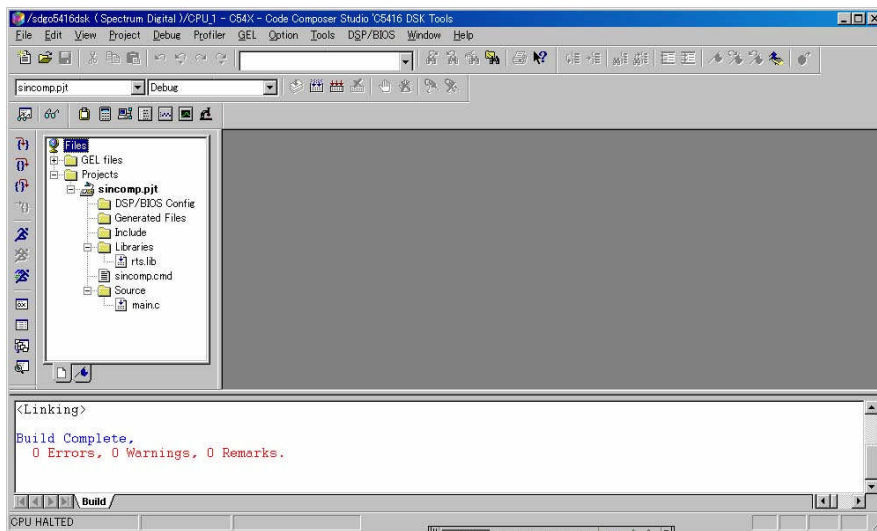 /sdgo5416dsk (Spectrum Digital)/CPU_1 - C54X - Code Composer Studio 'C5416 DSK Tools
File Edit View Project Debug Profiler GEL Option Tools DSP/BIOS Window Help
sincomp.pjt Debug
Files
GEL files
Projects
sincomp.pjt
DSP/BIOS Config
Generated Files
Include
Libraries
rts.lib
sincomp.cmd
Source
main.c
<Linking>
Build Complete,
0 Errors, 0 Warnings, 0 Remarks.
Build
CPU HALTED